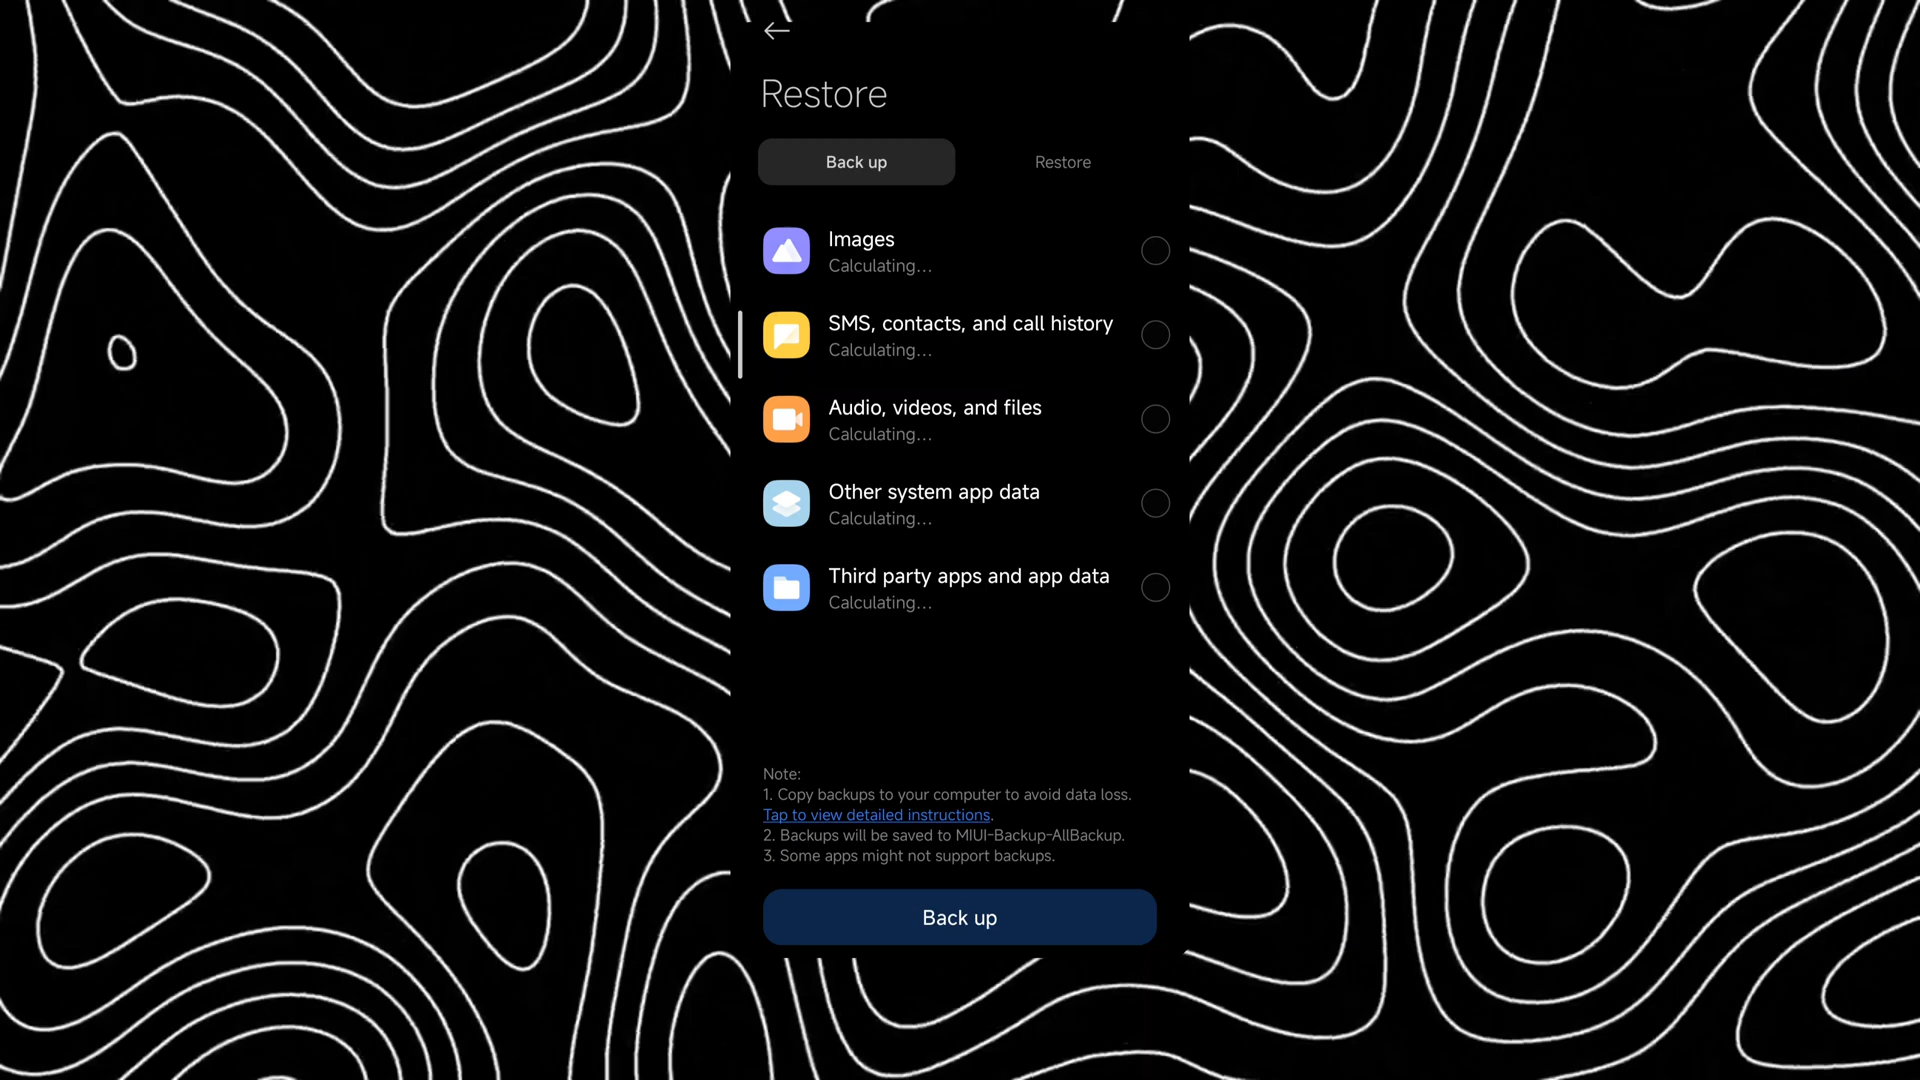 Restore
Back up
Restore
Images
Calculating...
SMS, contacts, and call history
Calculating...
Audio, videos, and files
Calculating...
Other system app data
Calculating...
Third party apps and app data
Calculating...
Note:
1. Copy backups to your computer to avoid data loss.
Tap to view detailed instructions.
2. Backups will be saved to MIUI-Backup-AllBackup.
3. Some apps might not support backups.
Back up